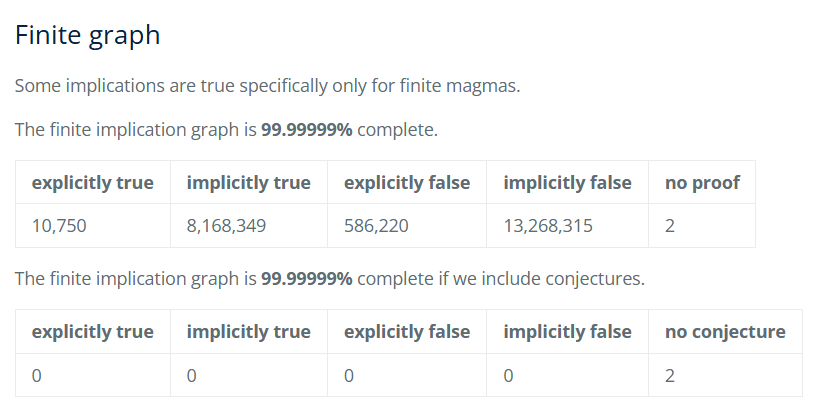 Finite graph
Some implications are true specifically only for finite magmas.
The finite implication graph is 99.99999% complete.
explicitly true implicitly true explicitly false implicitly false no proof
10,750 8,168,349 586,220 13,268,315 2
The finite implication graph is 99.99999% complete if we include conjectures.
explicitly true implicitly true explicitly false implicitly false no conjecture
0 0 0 0 2